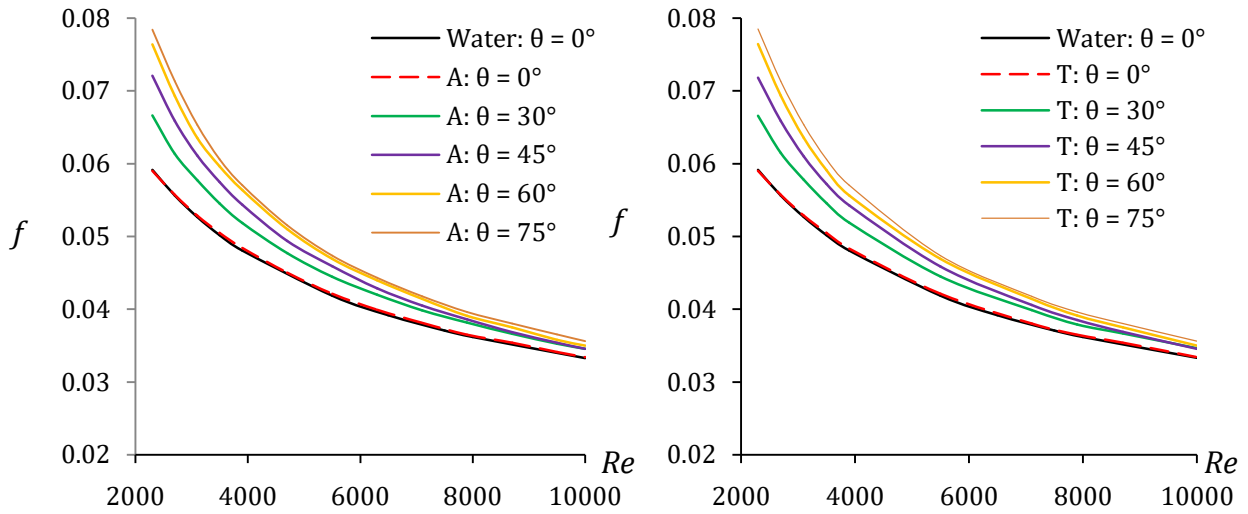 0.08
0.07
0.06
0.05
0.04
0.03
0.02
f
2000
4000
6000
8000
10000
Re
Water: θ = 0°
A: θ = 0°
A: θ = 30°
A: θ = 45°
A: θ = 60°
A: θ = 75°
0.08
0.07
0.06
0.05
0.04
0.03
0.02
f
2000
4000
6000
8000
10000
Re
Water: θ = 0°
T: θ = 0°
T: θ = 30°
T: θ = 45°
T: θ = 60°
T: θ = 75°